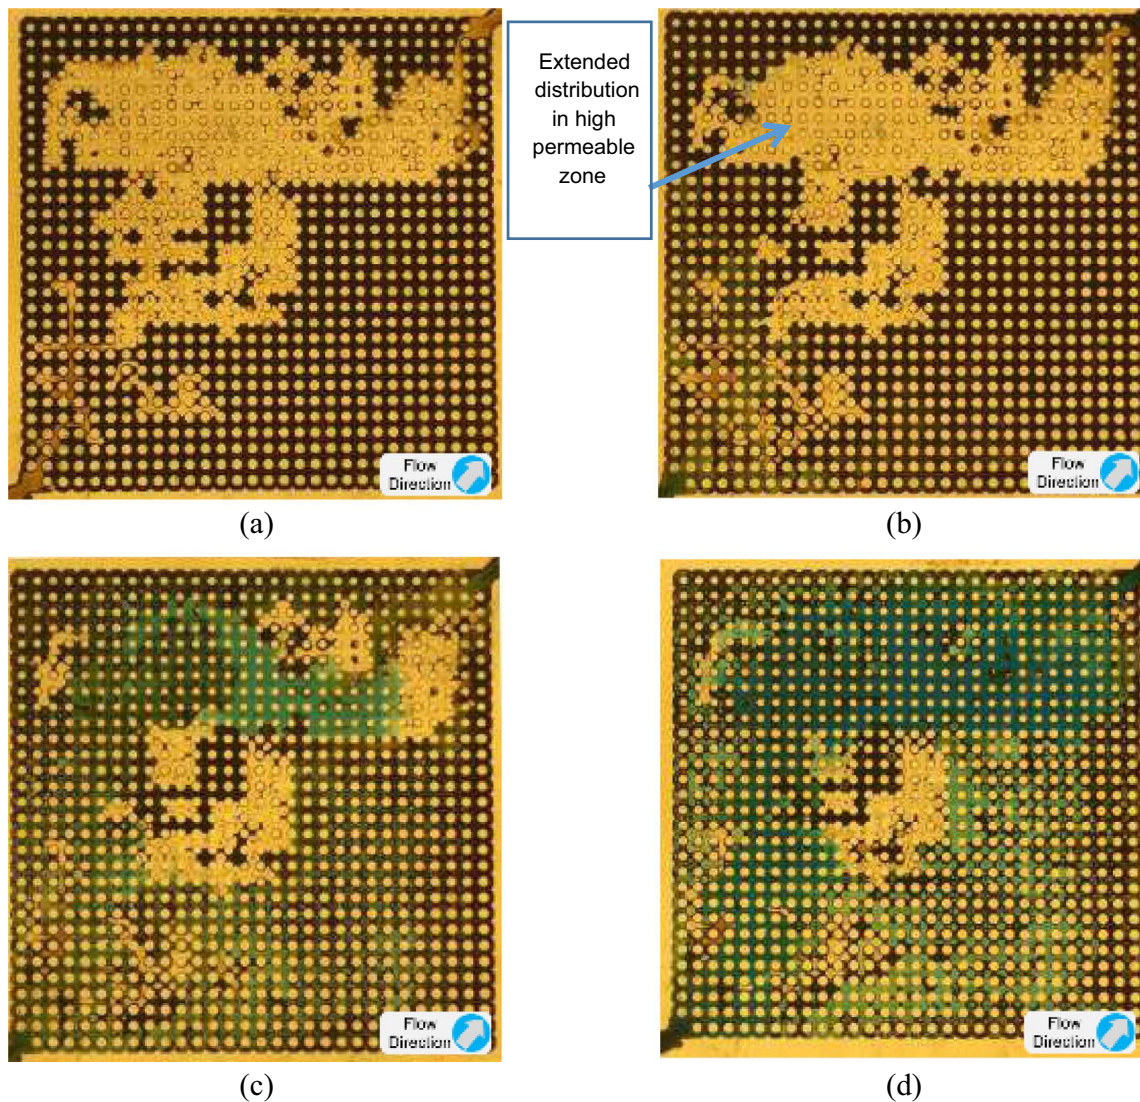 Extended
distribution
in high
permeable
zone
Flow
Direction
Flow
Direction
(a)
(b)
Flow
Direction
Flow
Direction
(c)
(d)